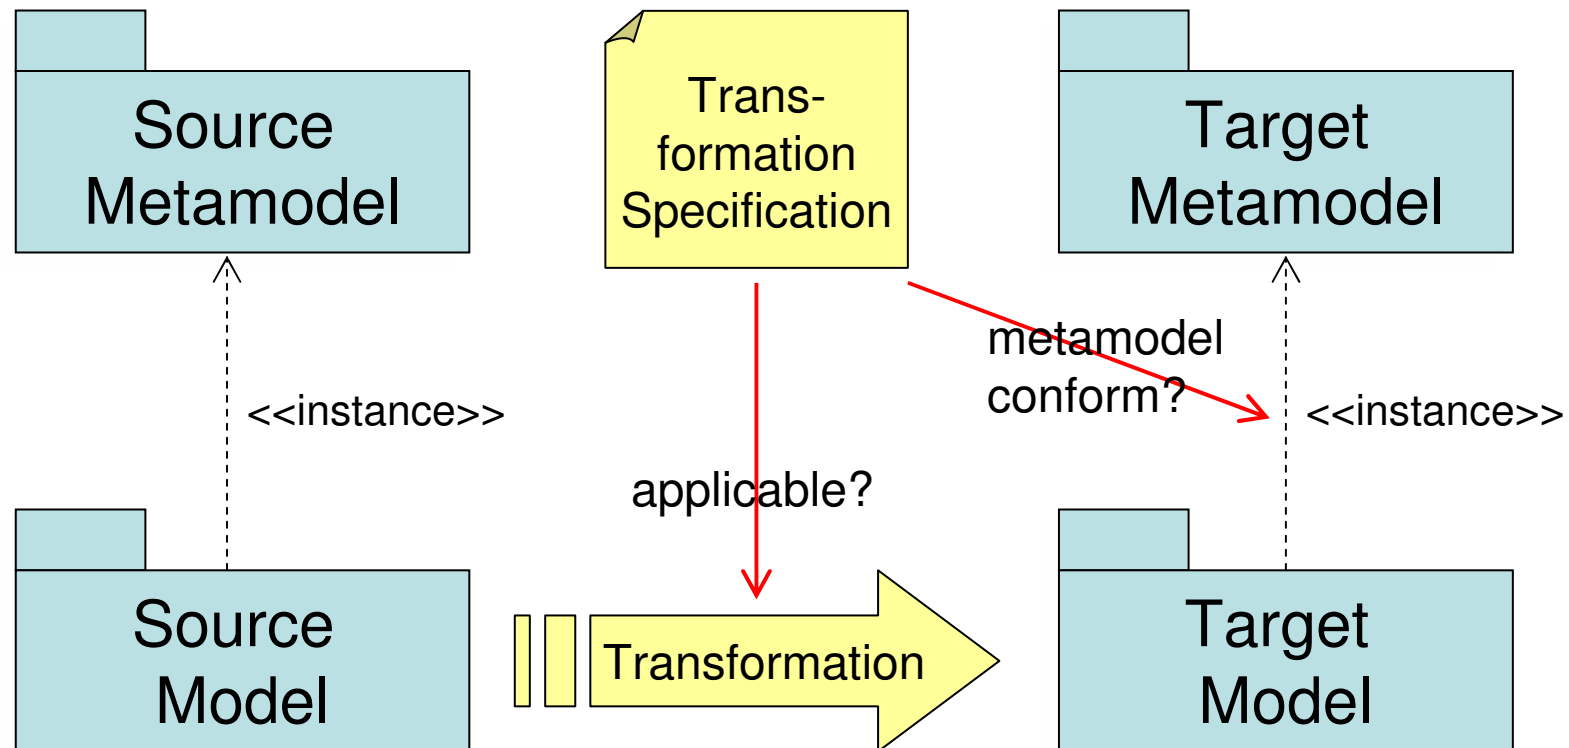 Source
Metamodel
Trans-
formation
Specification
Target
Metamodel
metamodel
conform?
<<instance>>
<<instance>>
applicable?
Source
Model
Transformation
Target
Model